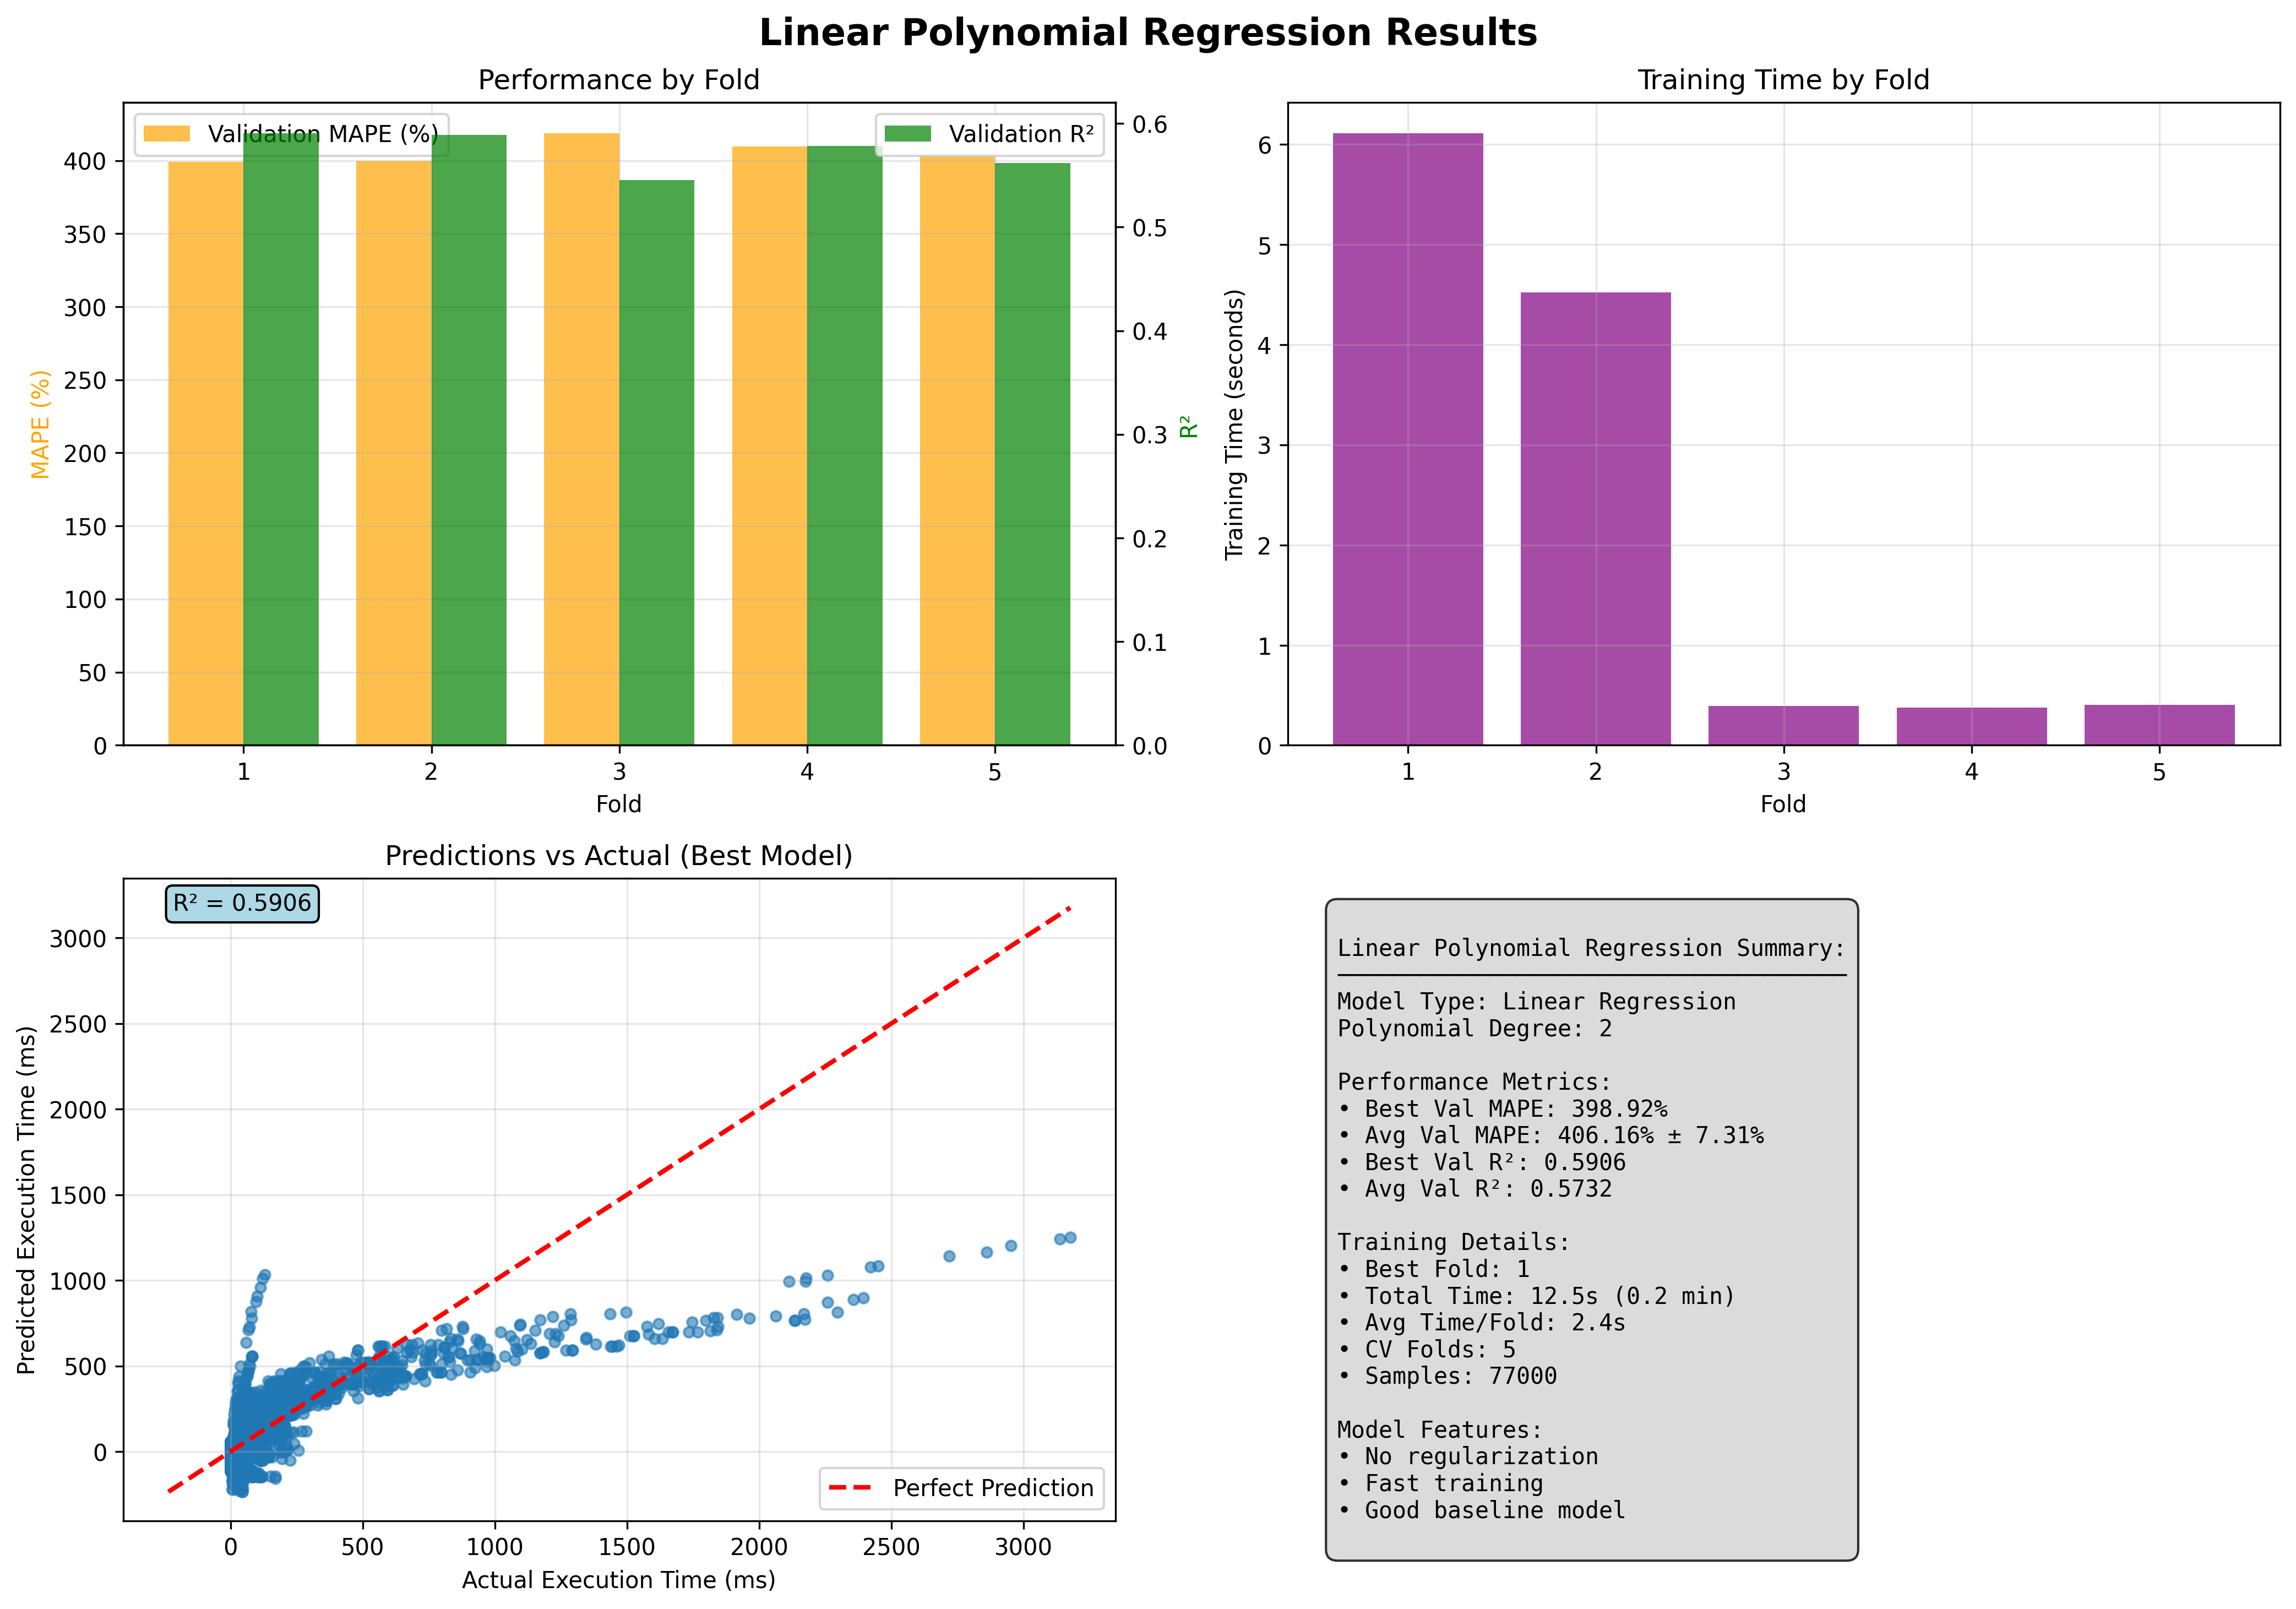 Linear Polynomial Regression Results
Performance by Fold
Validation MAPE (%)
Validation R²
400
350
300
250
200
150
100
50
0
MAPE (%)
0.6
0.5
0.4
0.3
0.2
0.1
0.0
R²
1 2 3 4 5
Fold
Training Time by Fold
6
5
4
3
2
1
0
Training Time (seconds)
1 2 3 4 5
Fold
Predictions vs Actual (Best Model)
R² = 0.5906
3000
2500
2000
1500
1000
500
0
Predicted Execution Time (ms)
Perfect Prediction
0 500 1000 1500 2000 2500 3000
Actual Execution Time (ms)
Linear Polynomial Regression Summary:
Model Type: Linear Regression
Polynomial Degree: 2
Performance Metrics:
• Best Val MAPE: 398.92%
• Avg Val MAPE: 406.16% ± 7.31%
• Best Val R²: 0.5906
• Avg Val R²: 0.5732
Training Details:
• Best Fold: 1
• Total Time: 12.5s (0.2 min)
• Avg Time/Fold: 2.4s
• CV Folds: 5
• Samples: 77000
Model Features:
• No regularization
• Fast training
• Good baseline model